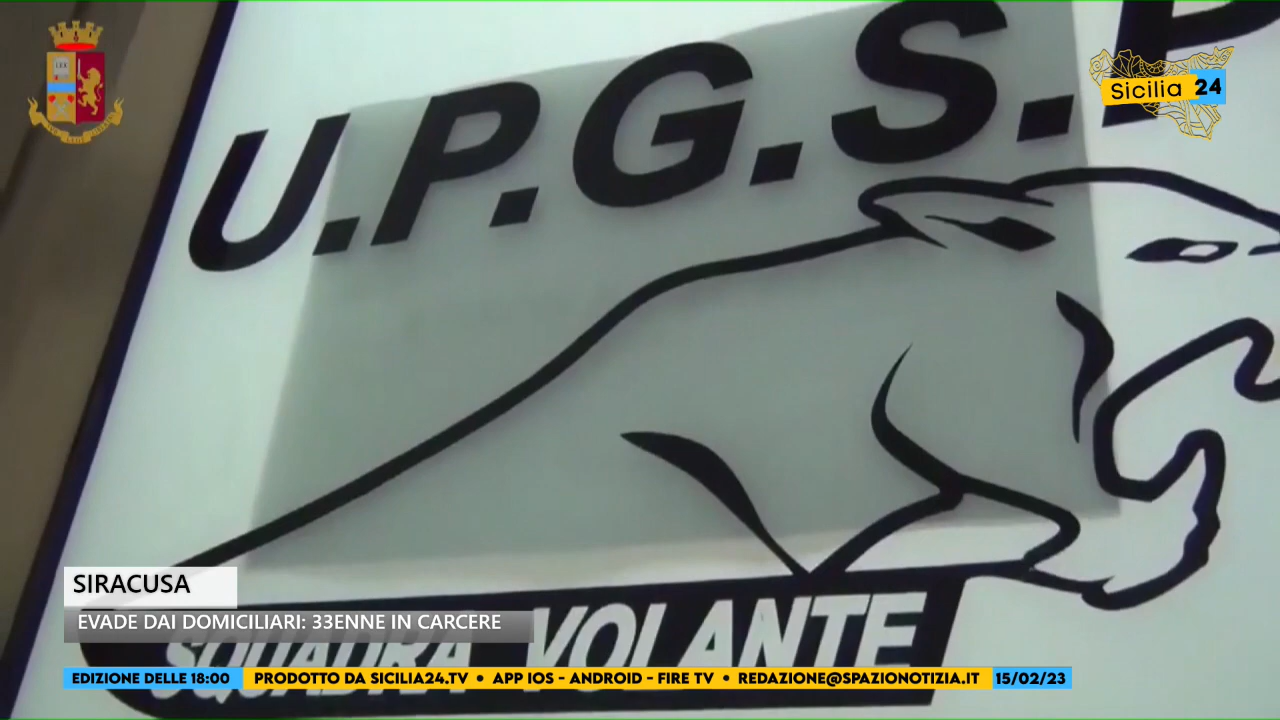 U.P.G.S.P
Sicilia 24
SIRACUSA
EVADE DAI DOMICILIARI: 33ENNE IN CARCERE
SQUADRA VOLANTE
EDIZIONE DELLE 18:00 PRODOTTO DA SICILIA24.TV • APP IOS - ANDROID - FIRE TV • REDAZIONE@SPAZIONOTIZIA.IT 15/02/23